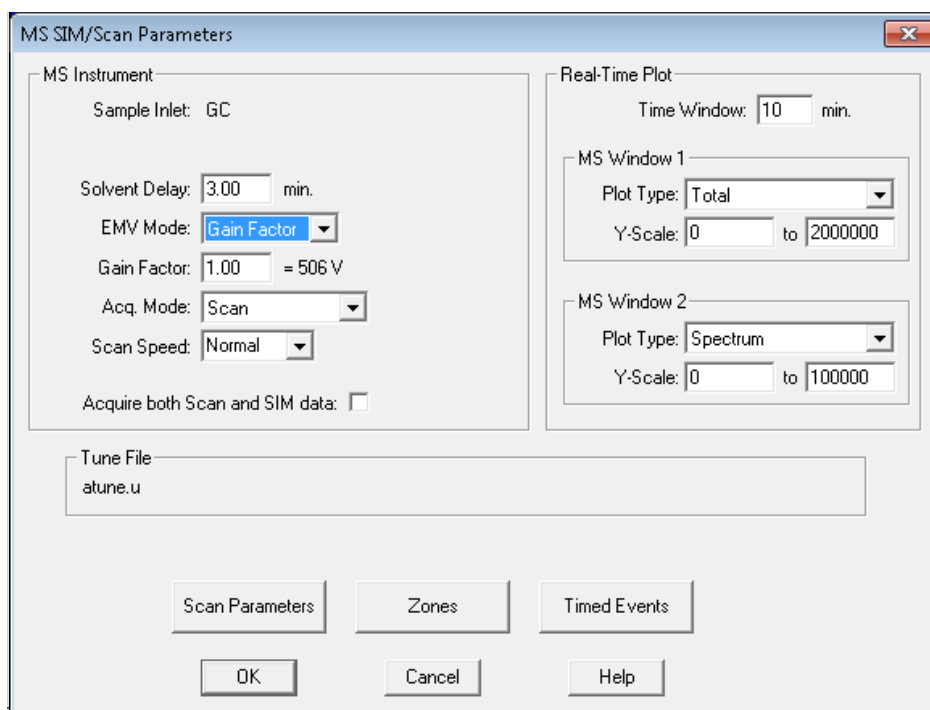 MS SIM/Scan Parameters
MS Instrument
Sample Inlet: GC
Solvent Delay: 3.00 min.
EMV Mode: Gain Factor
Gain Factor: 1.00 = 506 V
Acq. Mode: Scan
Scan Speed: Normal
Acquire both Scan and SIM data:
Real-Time Plot
Time Window: 10 min.
MS Window 1
Plot Type: Total
Y-Scale: 0 to 2000000
MS Window 2
Plot Type: Spectrum
Y-Scale: 0 to 100000
Tune File
atune.u
Scan Parameters Zones Timed Events
OK Cancel Help